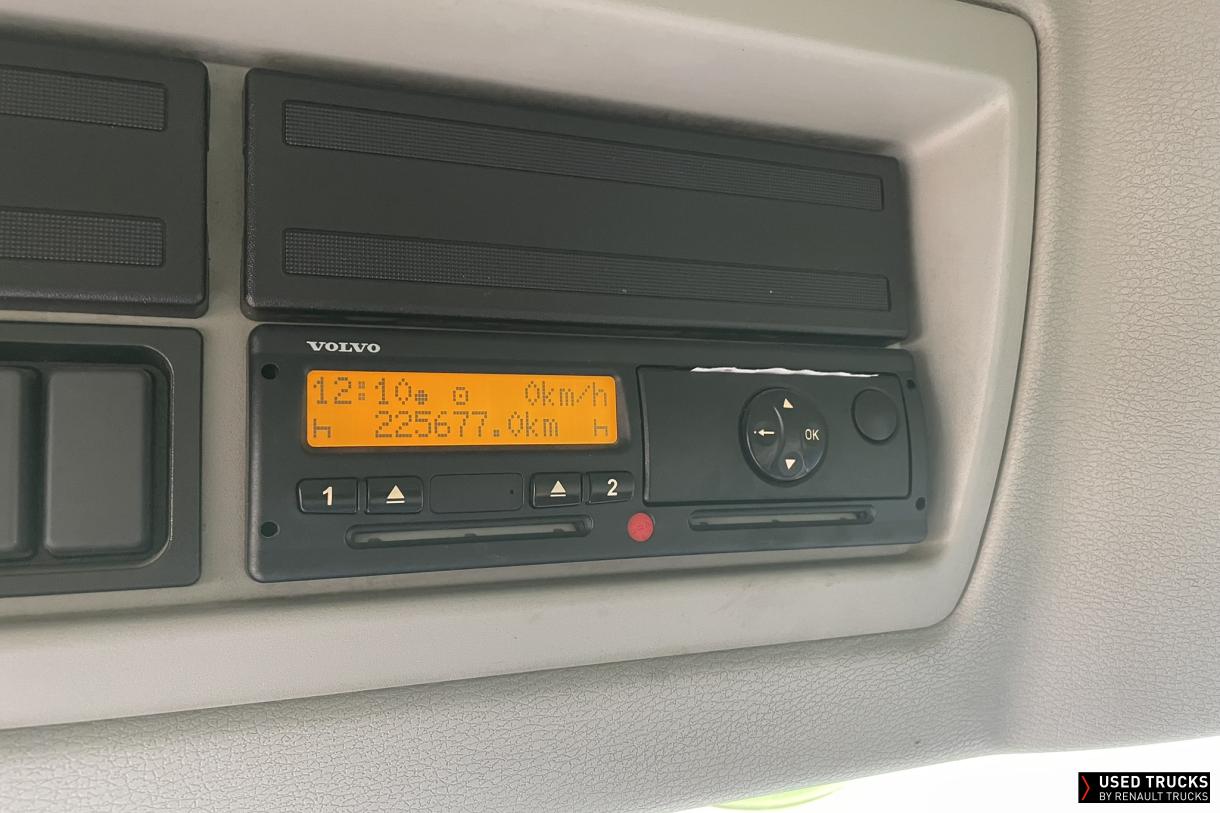 VOLVO
12:10 0km/h
225677.0km
1 2
OK
USED TRUCKS
BY RENAULT TRUCKS